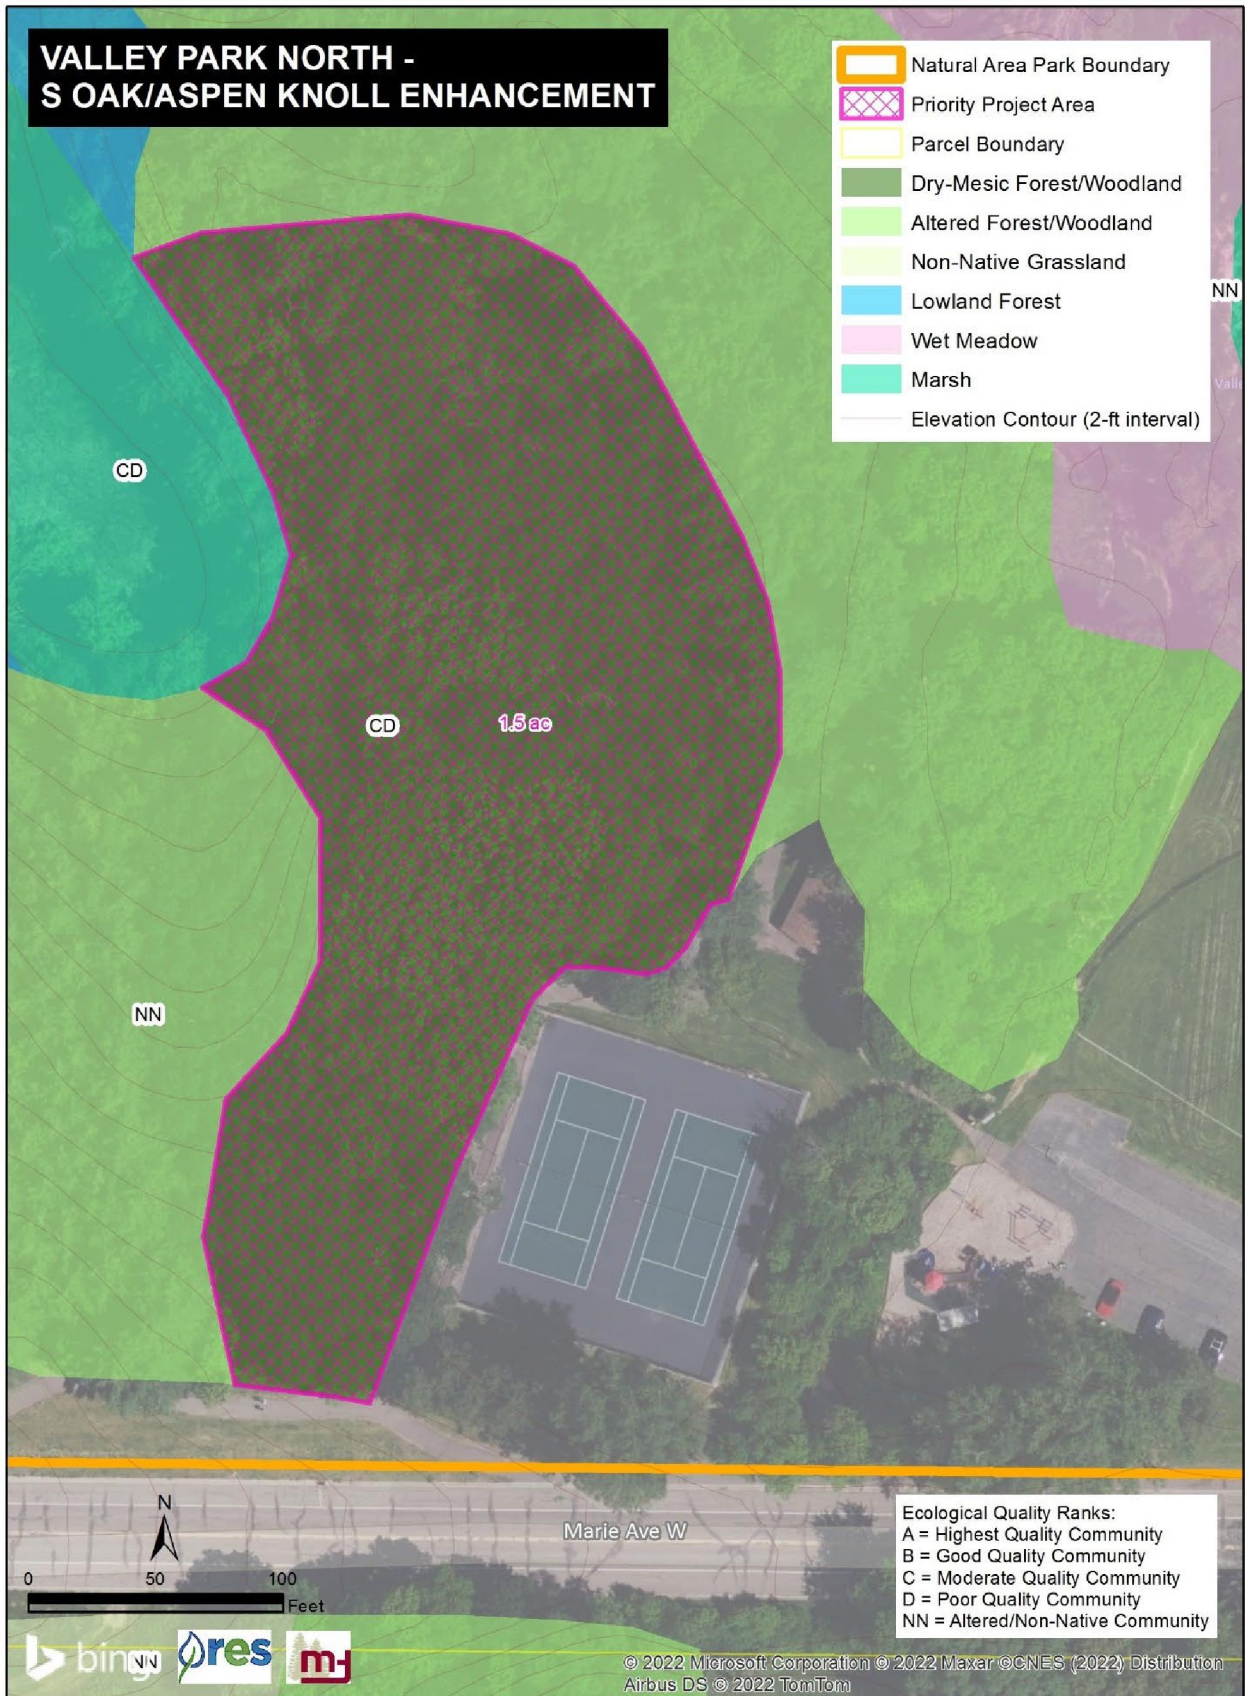 VALLEY PARK NORTH -
S OAK/ASPEN KNOLL ENHANCEMENT
Natural Area Park Boundary
Priority Project Area
Parcel Boundary
Dry-Mesic Forest/Woodland
Altered Forest/Woodland
Non-Native Grassland
Lowland Forest
Wet Meadow
Marsh
Elevation Contour (2-ft interval)
NN
CD
CD
1.5 ac
NN
Marie Ave W
N
0 50 100
Feet
Ecological Quality Ranks:
A = Highest Quality Community
B = Good Quality Community
C = Moderate Quality Community
D = Poor Quality Community
NN = Altered/Non-Native Community
bing
NN
res
© 2022 Microsoft Corporation © 2022 Maxar ©CNES (2022) Distribution
Airbus DS © 2022 TomTom